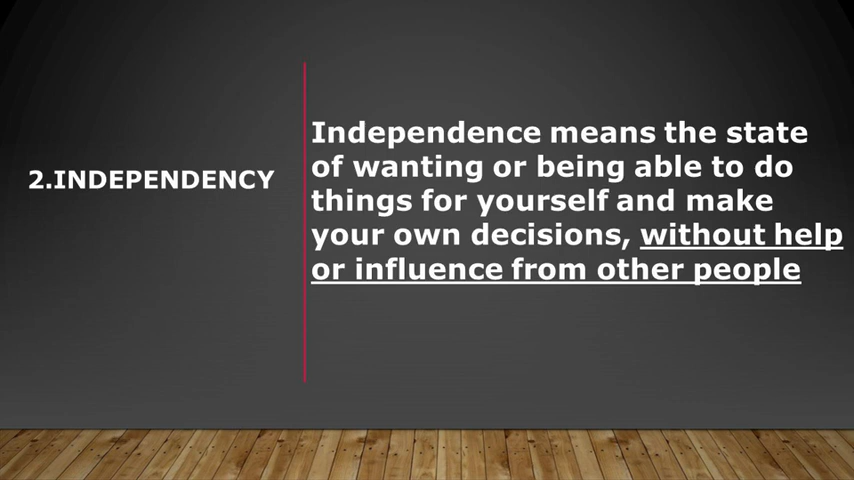 2.INDEPENDENCY
Independence means the state
of wanting or being able to do
things for yourself and make
your own decisions, without help
or influence from other people